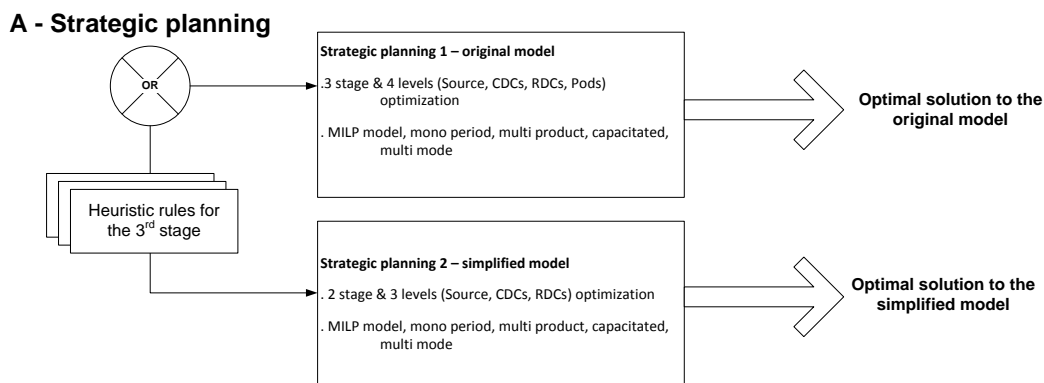 A - Strategic planning
OR
Strategic planning 1 – original model
.3 stage & 4 levels (Source, CDCs, RDCs, Pods)
optimization
. MILP model, mono period, multi product, capacitated,
multi mode
Optimal solution to the
original model
Heuristic rules for
the 3rd stage
Strategic planning 2 – simplified model
. 2 stage & 3 levels (Source, CDCs, RDCs) optimization
. MILP model, mono period, multi product, capacitated,
multi mode
Optimal solution to the
simplified model